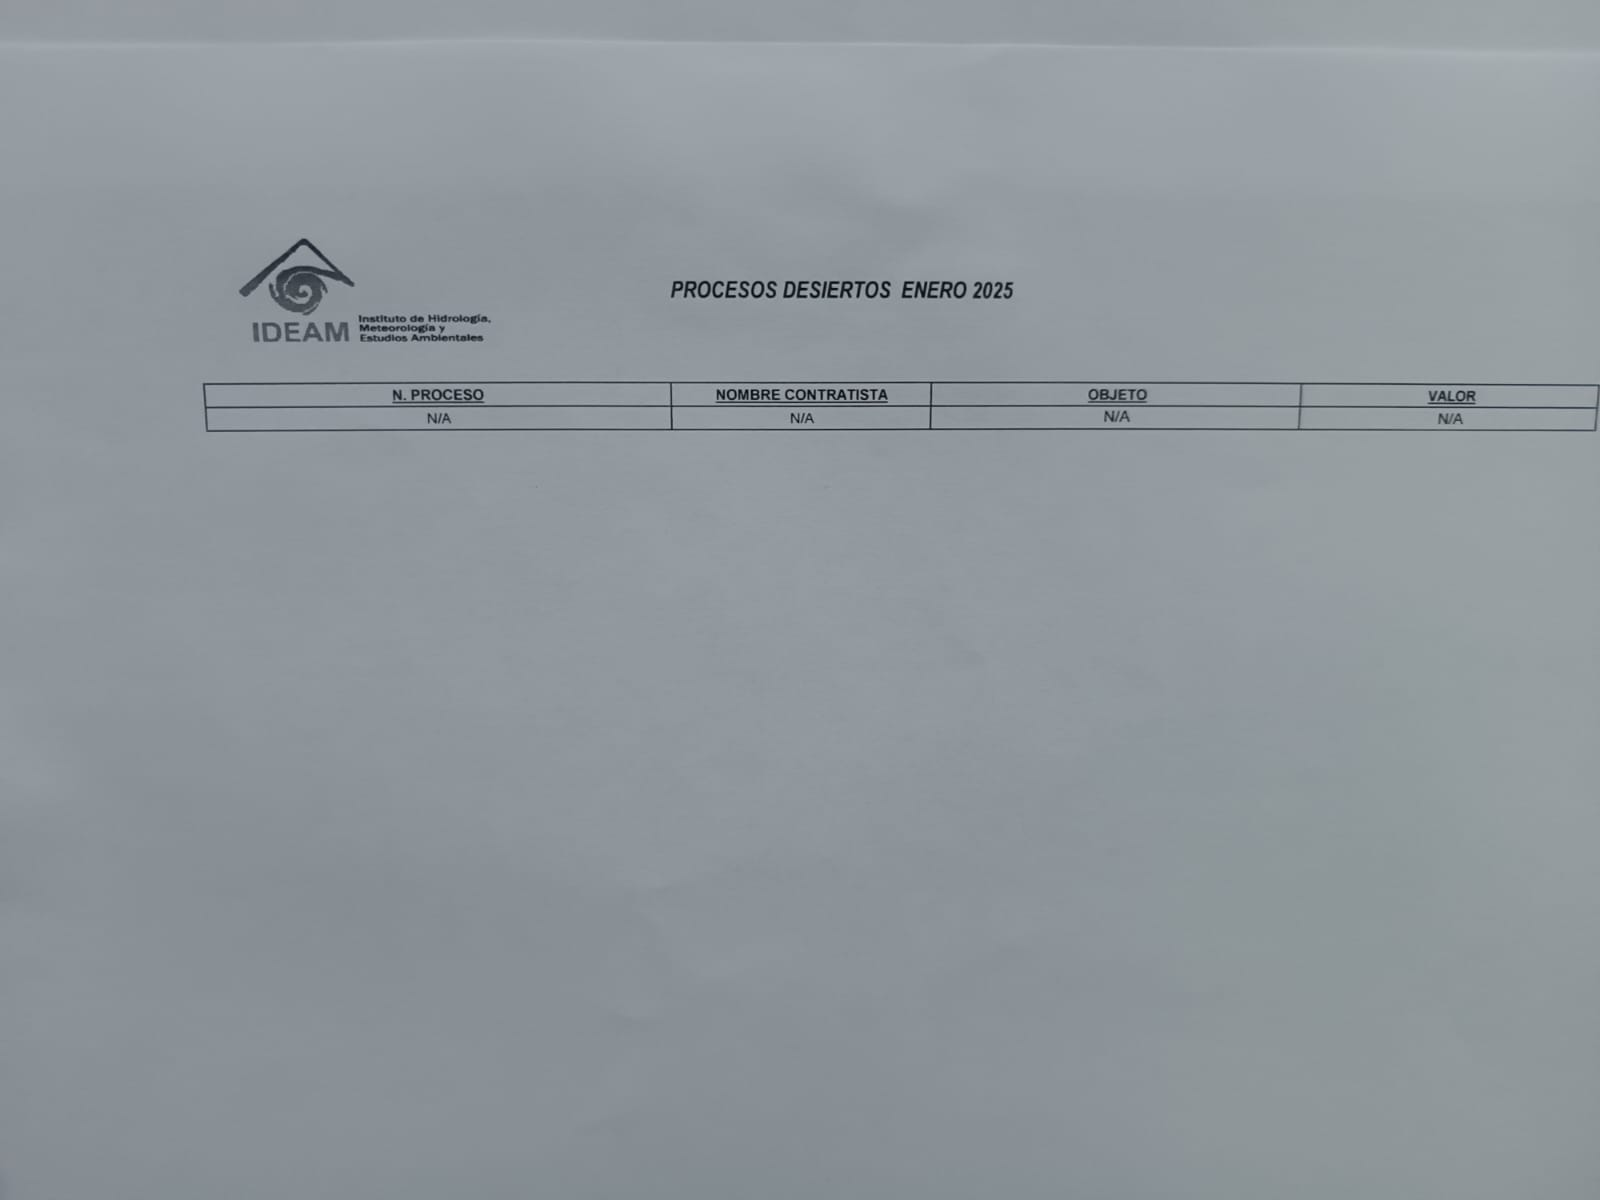 IDEAM
Instituto de Hidrología,
Meteorología y
Estudios Ambientales
PROCESOS DESIERTOS ENERO 2025
N. PROCESO NOMBRE CONTRATISTA OBJETO VALOR
N/A N/A N/A N/A